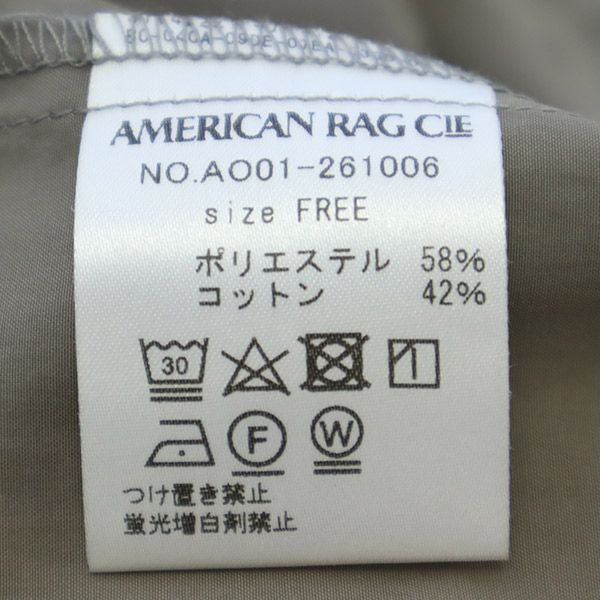 AMERICAN RAG CIE
NO.AO01-261006
size FREE
ポリエステル 58%
コットン 42%
30
F W
つけ置き禁止
蛍光増白剤禁止